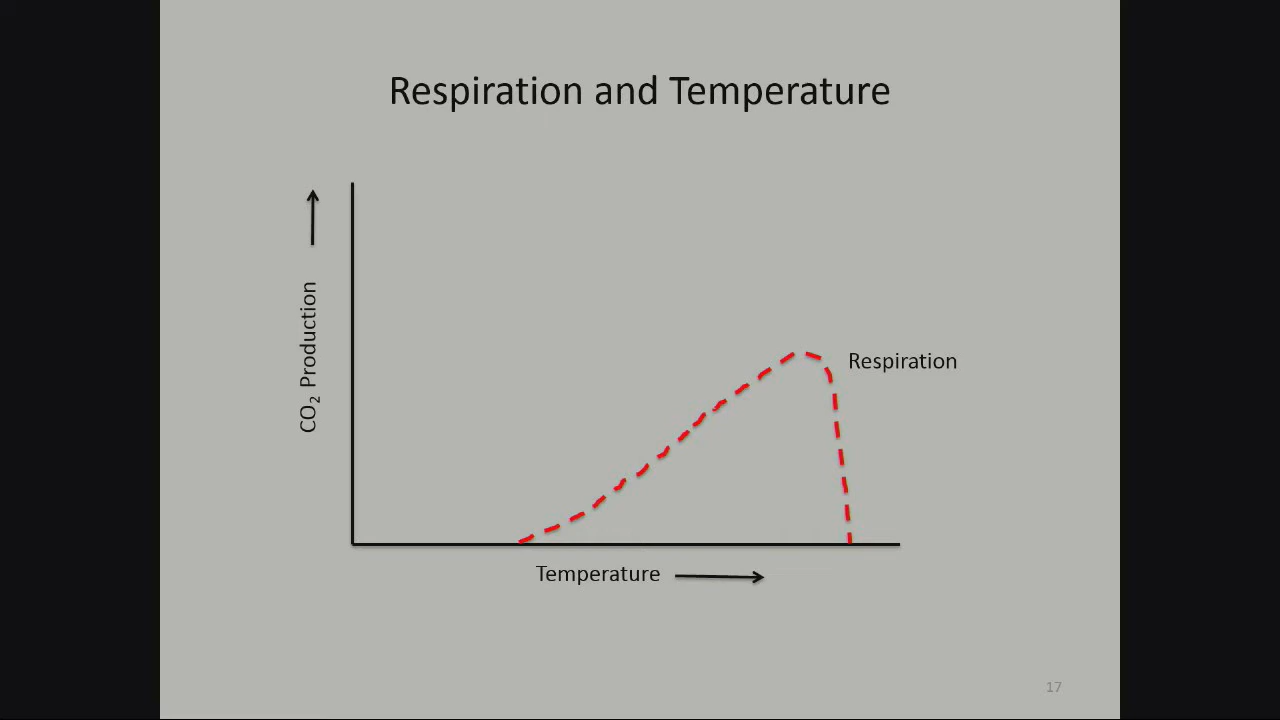 Respiration and Temperature
CO₂ Production
Respiration
Temperature
17